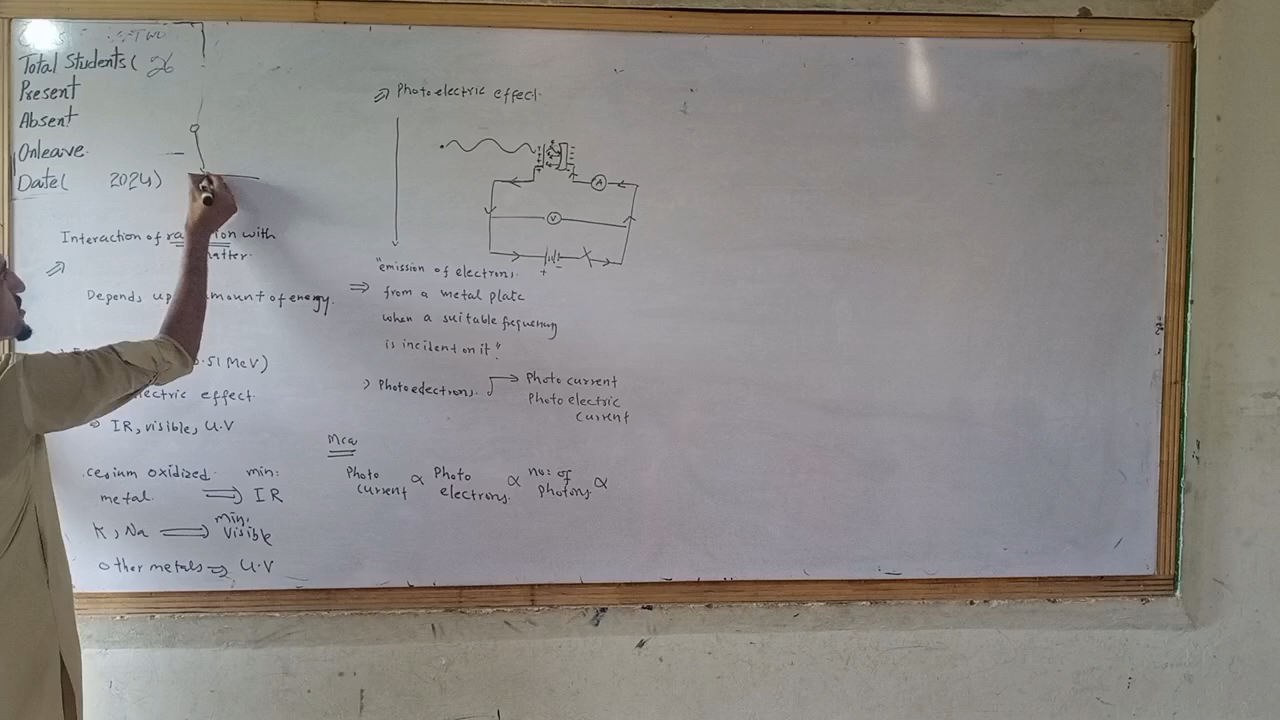 Total Students (26
Present
Absent
Onleave.
Date( 2024)
Interaction of with
Depends amount of energy.
0.51 MeV)
effect.
IR, visible, U.V
cesium oxidized min:
metal. ⟹ IR
K, Na ⟹ min. Visible
other metals ⟹ U.V
⇒ Photoelectric effect.
A
V
+ -
"emission of electrons.
⇒ from a metal plate
when a suitable frequency
is incident on it".
Photoelectrons. → Photo current
Photo electric
current
Mcq
Photo current ∝ Photo electrons. ∝ no: of photons ∝